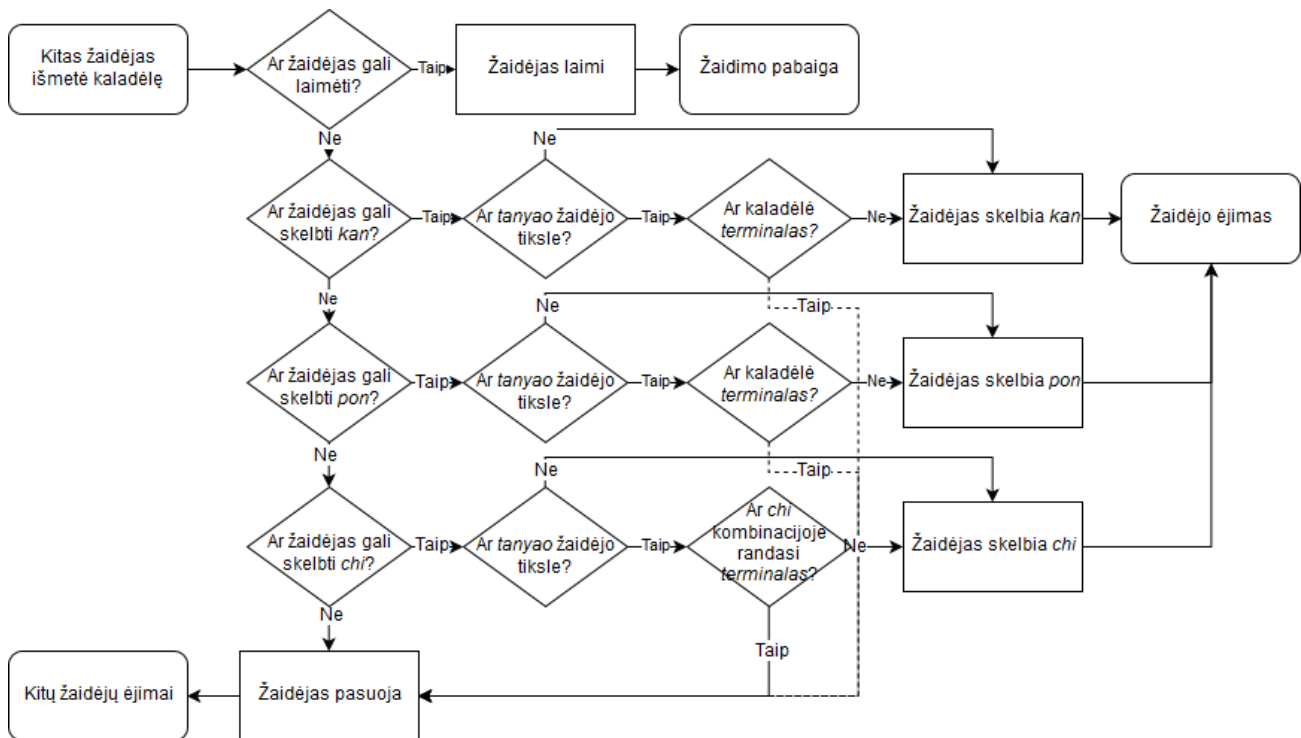 Kitas žaidėjas
išmetė kaladėlę
Ar žaidėjas gali
laimėti?
Taip
Žaidėjas laimi
Žaidimo pabaiga
Ne
Ne
Ar žaidėjas gali
skelbti kan?
Taip
Ar tanyao žaidėjo
tiksle?
Taip
Ar kaladėlė
terminalas?
Ne
Žaidėjas skelbia kan
Žaidėjo ėjimas
Ne
Ne
Taip
Ar žaidėjas gali
skelbti pon?
Taip
Ar tanyao žaidėjo
tiksle?
Taip
Ar kaladėlė
terminalas?
Ne
Žaidėjas skelbia pon
Ne
Ne
Taip
Ar žaidėjas gali
skelbti chi?
Taip
Ar tanyao žaidėjo
tiksle?
Taip
Ar chi
kombinacijoje
randasi
terminalas?
Ne
Žaidėjas skelbia chi
Ne
Taip
Kitų žaidėjų ėjimai
Žaidėjas pasuoja